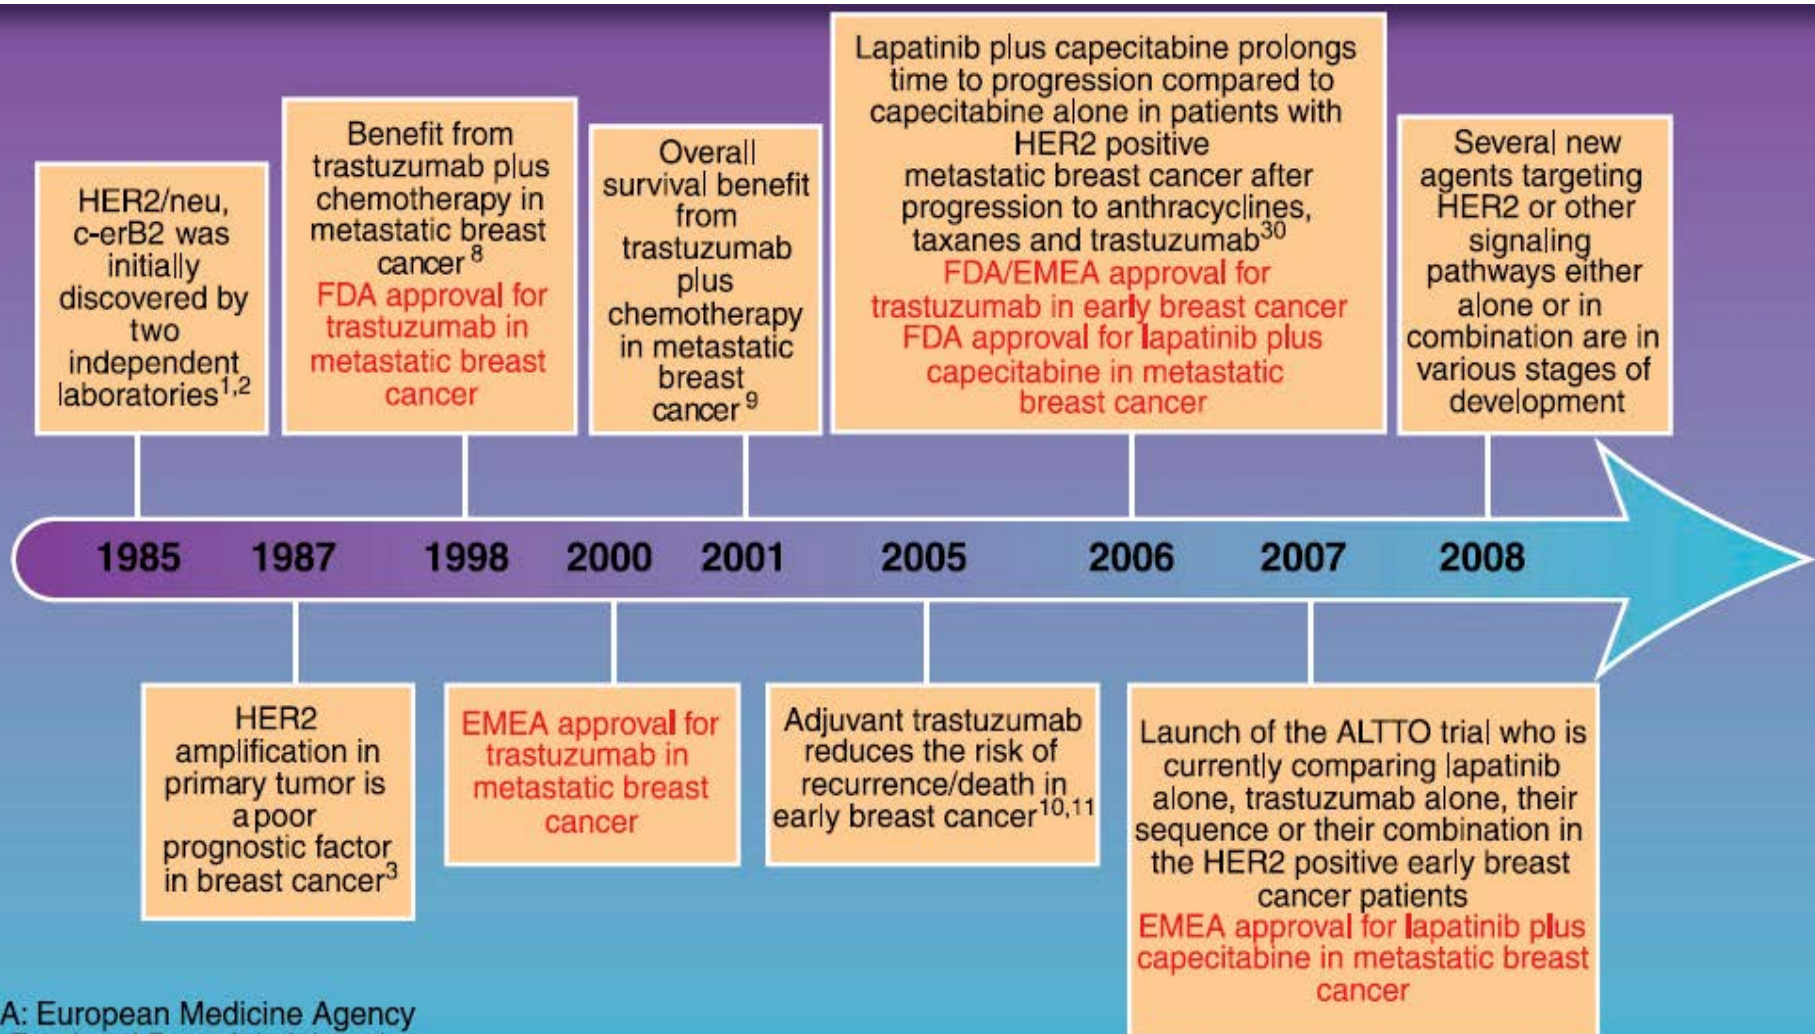 HER2/neu,
c-erB2 was
initially
discovered by
two
independent
laboratories1,2
Benefit from
trastuzumab plus
chemotherapy in
metastatic breast
cancer 8
FDA approval for
trastuzumab in
metastatic breast
cancer
Overall
survival benefit
from
trastuzumab
plus
chemotherapy
in metastatic
breast
cancer 9
Lapatinib plus capecitabine prolongs
time to progression compared to
capecitabine alone in patients with
HER2 positive
metastatic breast cancer after
progression to anthracyclines,
taxanes and trastuzumab30
FDA/EMEA approval for
trastuzumab in early breast cancer
FDA approval for lapatinib plus
capecitabine in metastatic
breast cancer
Several new
agents targeting
HER2 or other
signaling
pathways either
alone or in
combination are in
various stages of
development
1985 1987 1998 2000 2001 2005 2006 2007 2008
HER2
amplification in
primary tumor is
a poor
prognostic factor
in breast cancer3
EMEA approval for
trastuzumab in
metastatic breast
cancer
Adjuvant trastuzumab
reduces the risk of
recurrence/death in
early breast cancer10,11
Launch of the ALTTO trial who is
currently comparing lapatinib
alone, trastuzumab alone, their
sequence or their combination in
the HER2 positive early breast
cancer patients
EMEA approval for lapatinib plus
capecitabine in metastatic breast
cancer
A: European Medicine Agency